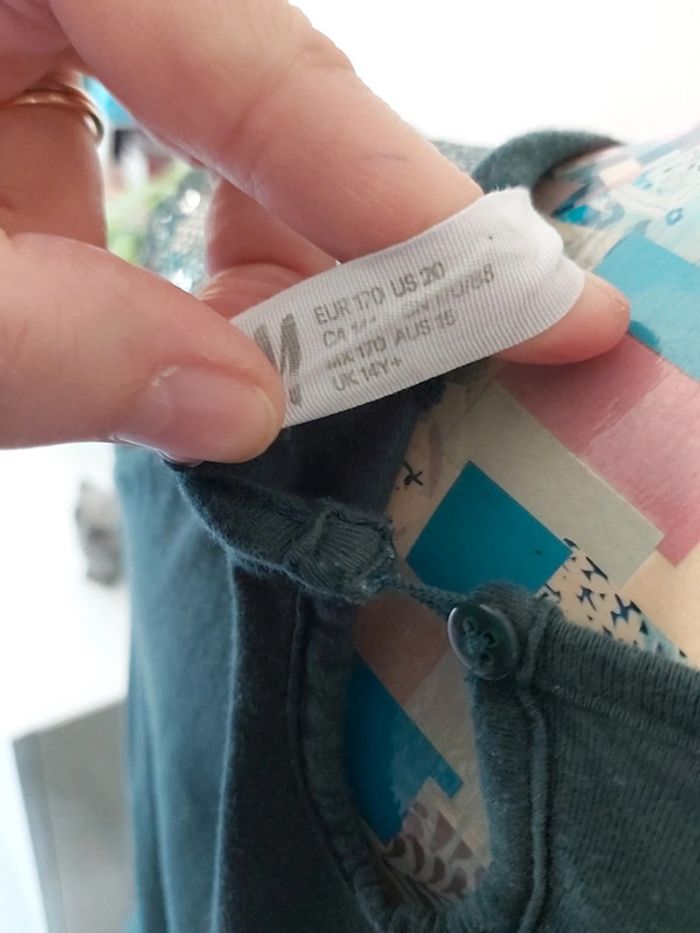 M
EUR 170 US 20
CA
MX 170 AUS 15
UK 14Y+